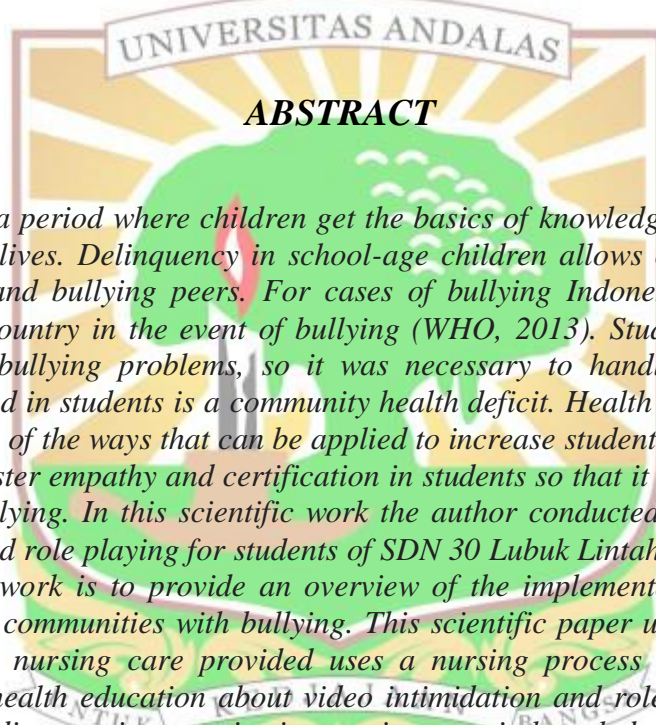 UNIVERSITAS ANDALAS
ABSTRACT
a period where children get the basics of knowledg
lives. Delinquency in school-age children allows
and bullying peers. For cases of bullying Indone
ountry in the event of bullying (WHO, 2013). Stu
bullying problems, so it was necessary to handl
d in students is a community health deficit. Health
of the ways that can be applied to increase student
ster empathy and certification in students so that it
lying. In this scientific work the author conducted
d role playing for students of SDN 30 Lubuk Lintah
work is to provide an overview of the implement
communities with bullying. This scientific paper u
nursing care provided uses a nursing process
health education about video intimidation and role